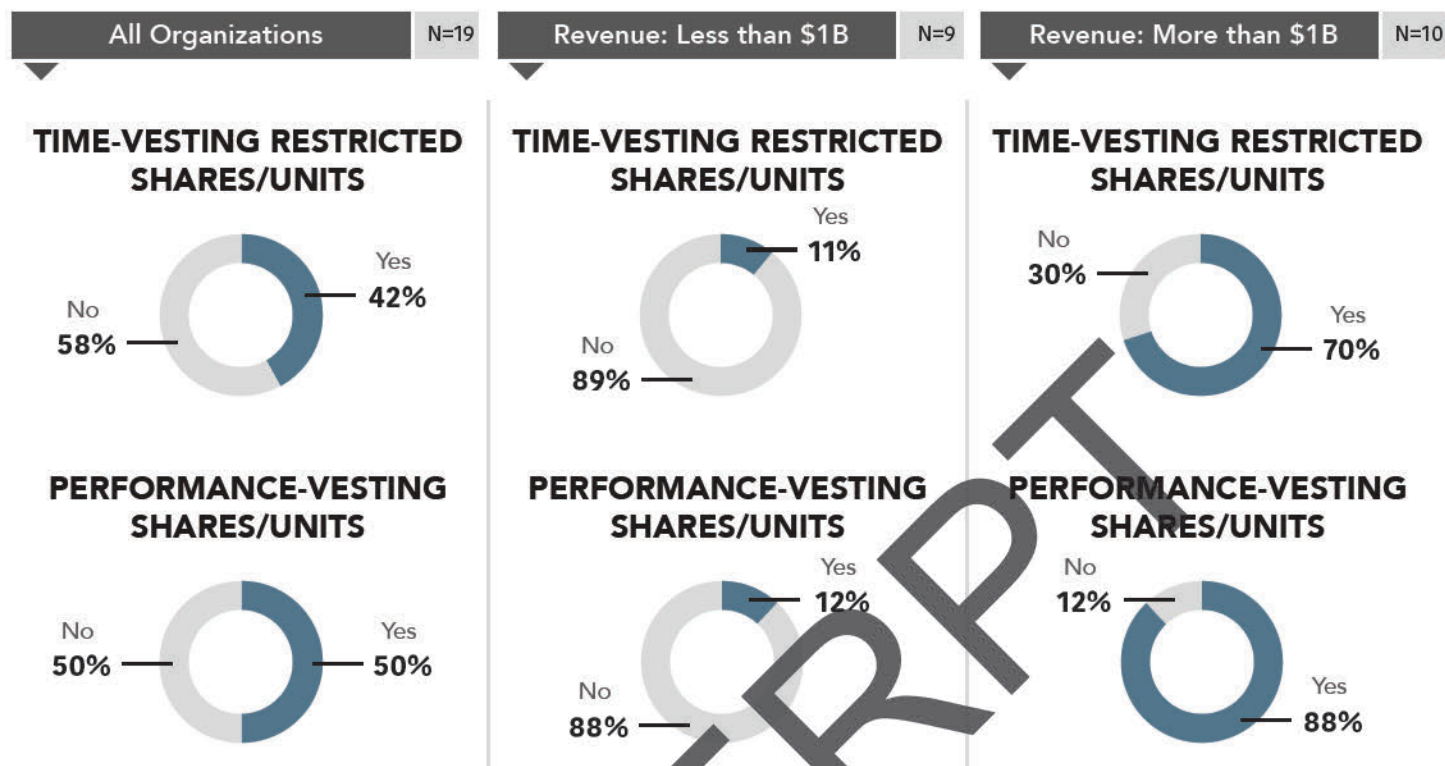 All Organizations N=19
Revenue: Less than $1B N=9
Revenue: More than $1B N=10
TIME-VESTING RESTRICTED
SHARES/UNITS
Yes
42%
No
58%
TIME-VESTING RESTRICTED
SHARES/UNITS
Yes
11%
No
89%
TIME-VESTING RESTRICTED
SHARES/UNITS
No
30%
Yes
70%
PERFORMANCE-VESTING
SHARES/UNITS
No
50%
Yes
50%
PERFORMANCE-VESTING
SHARES/UNITS
Yes
12%
No
88%
PERFORMANCE-VESTING
SHARES/UNITS
No
12%
Yes
88%
RPT